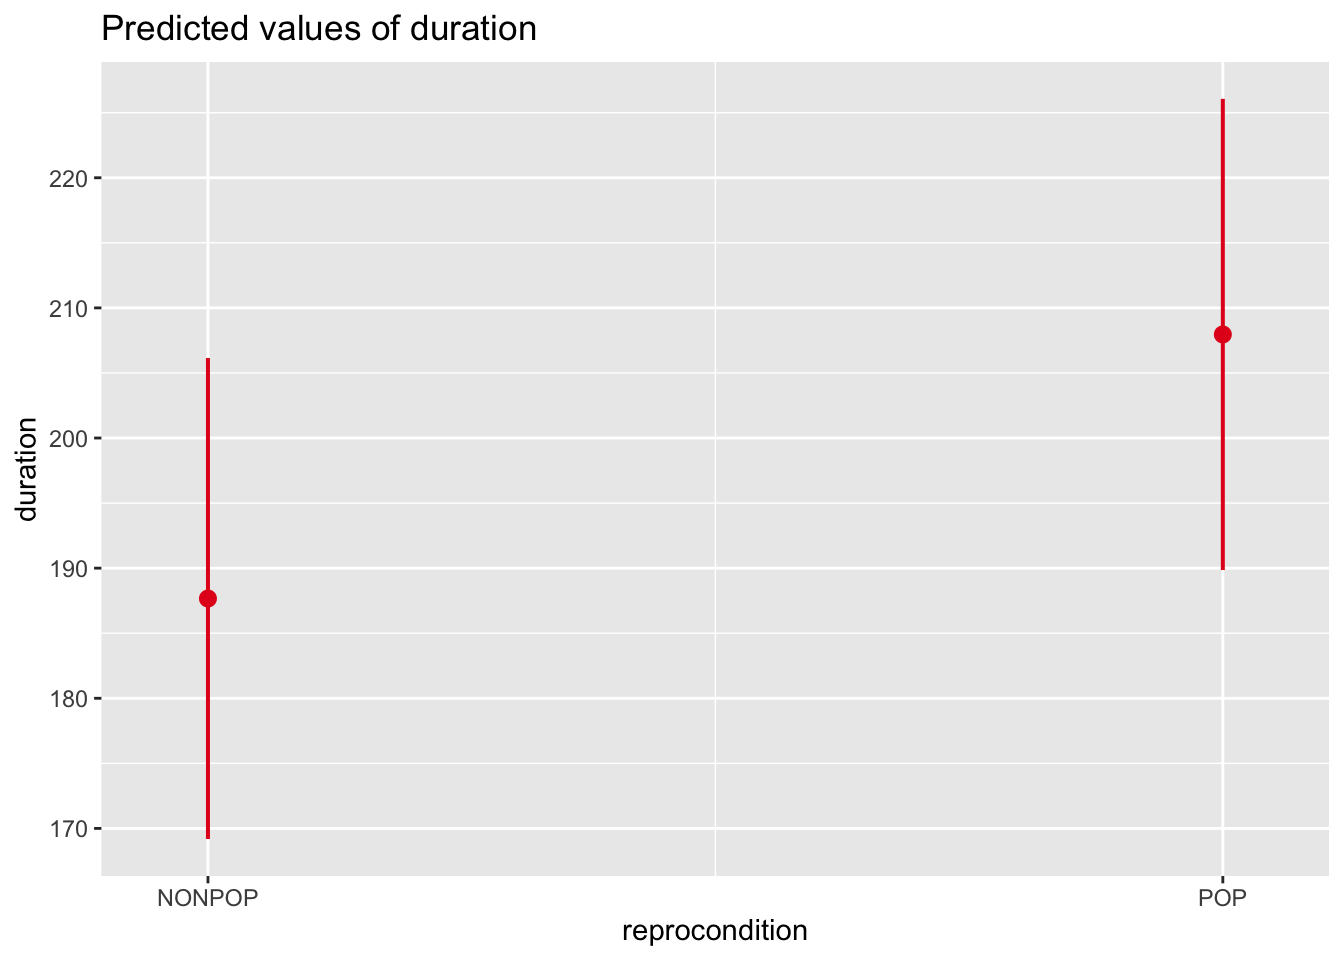 Predicted values of duration
220
210
200
190
180
170
duration
NONPOP
POP
reprocondition